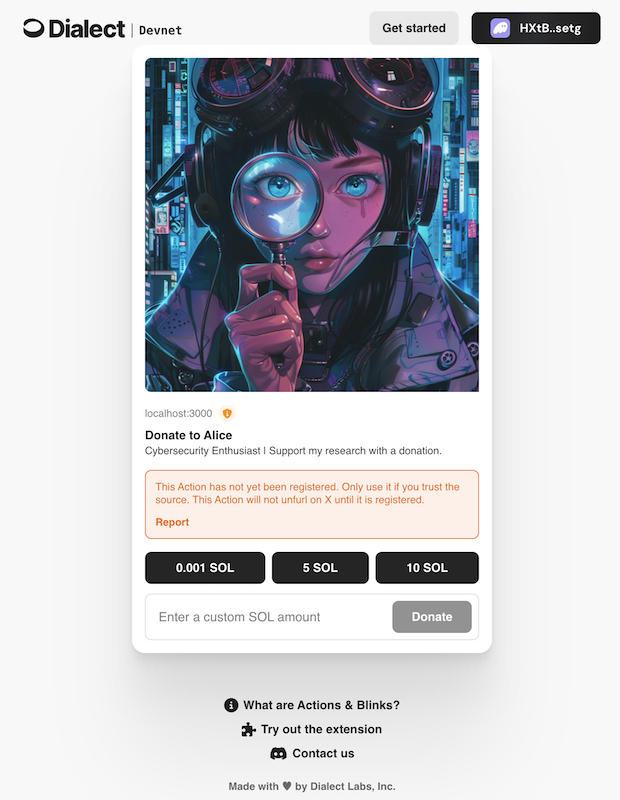 Dialect | Devnet
Get started
HXtB..setg
localhost:3000
Donate to Alice
Cybersecurity Enthusiast | Support my research with a donation.
This Action has not yet been registered. Only use it if you trust the
source. This Action will not unfurl on X until it is registered.
Report
0.001 SOL
5 SOL
10 SOL
Enter a custom SOL amount
Donate
What are Actions & Blinks?
Try out the extension
Contact us
Made with ♥ by Dialect Labs, Inc.